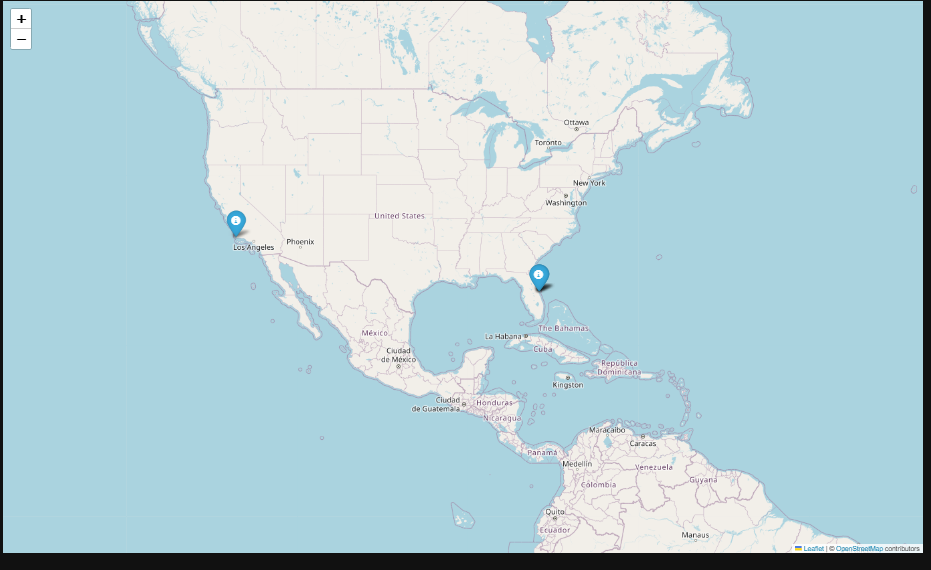 +
−
Ottawa
Toronto
New York
Washington
United States
Phoenix
Los Angeles
The Bahamas
La Habana
México
Cuba
Ciudad
de México
República
Dominicana
Kingston
Ciudad
de Guatemala
Honduras
Nicaragua
Maracaibo
Caracas
Panamá
Medellín
Venezuela
Guyana
Colombia
Quito
Ecuador
Manaus
Leaflet | © OpenStreetMap contributors